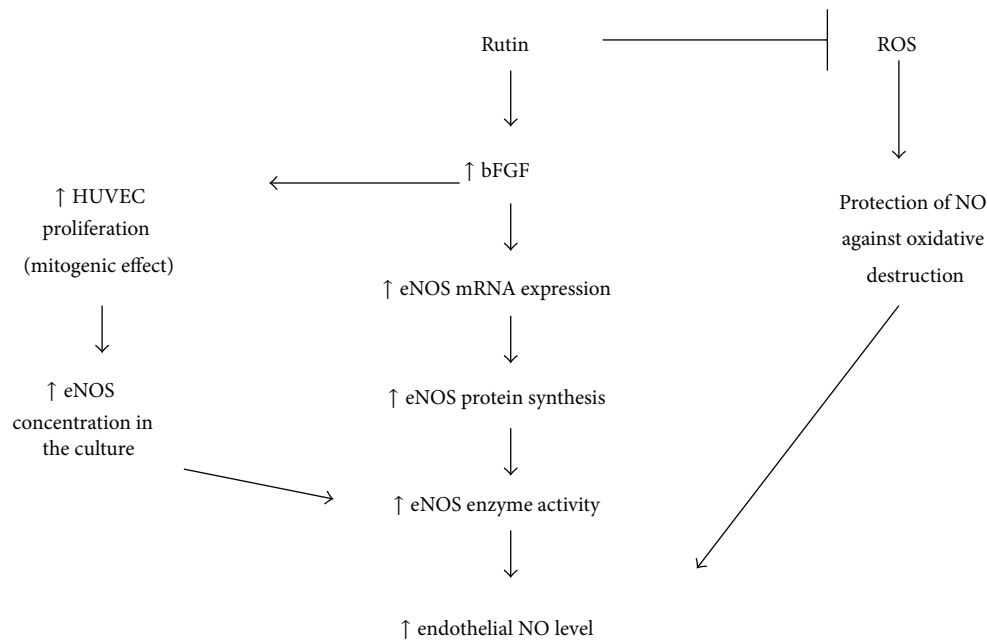 Rutin
ROS
↑ bFGF
↑ HUVEC
proliferation
(mitogenic effect)
Protection of NO
against oxidative
destruction
↑ eNOS mRNA expression
↑ eNOS
concentration in
the culture
↑ eNOS protein synthesis
↑ eNOS enzyme activity
↑ endothelial NO level